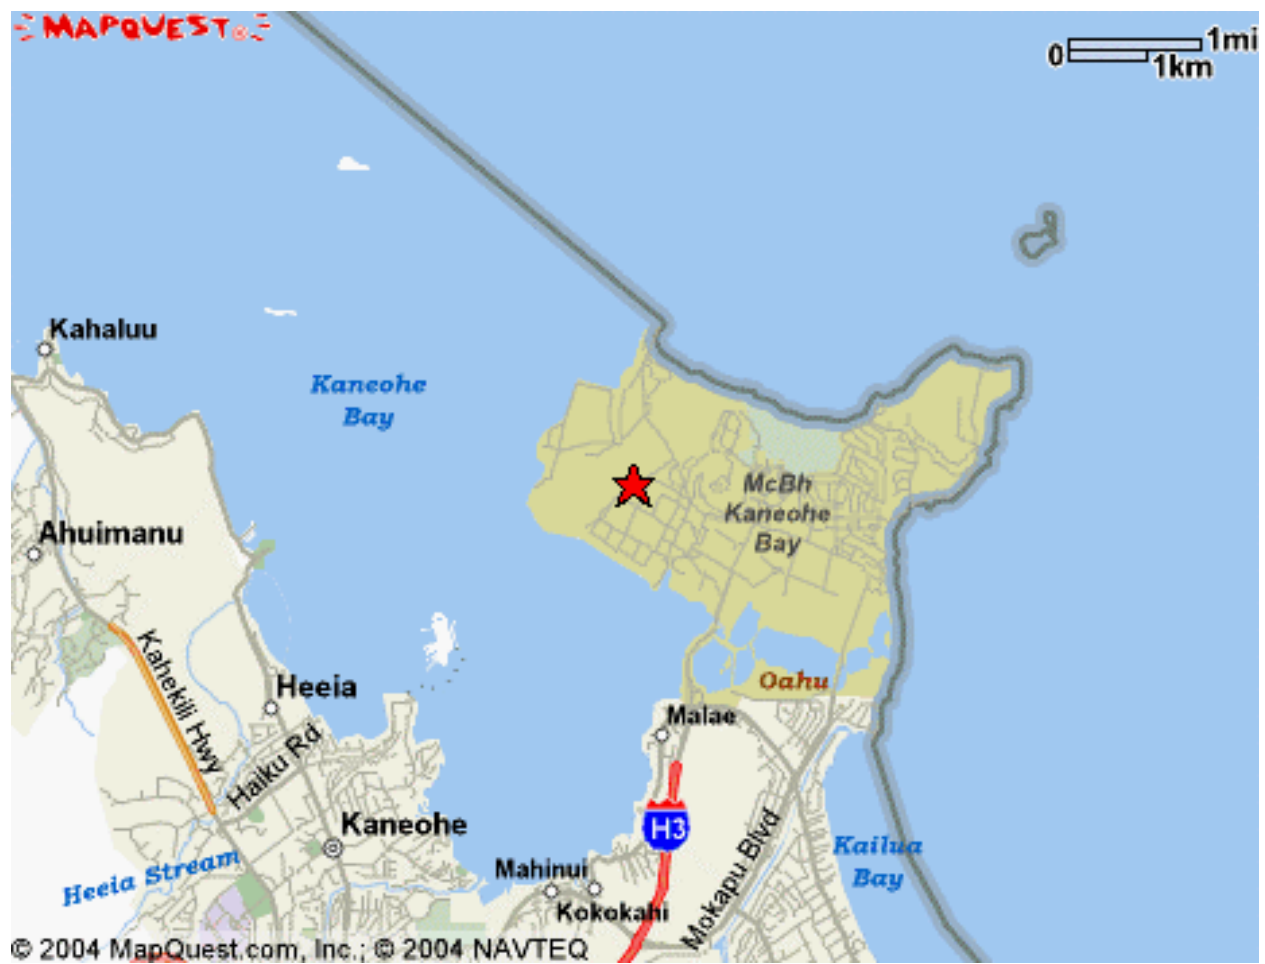 MAPQUEST®
0
1mi
1km
Kahaluu
Kaneohe
Bay
McBh
Kaneohe
Bay
Ahuimanu
Kahekili Hwy
Heeia
Oahu
Malae
Haiku Rd
H3
Kaneohe
Mokapu Blvd
Kailua
Bay
Heeia Stream
Mahinui
Kokokahi
© 2004 MapQuest.com, Inc.; © 2004 NAVTEQ